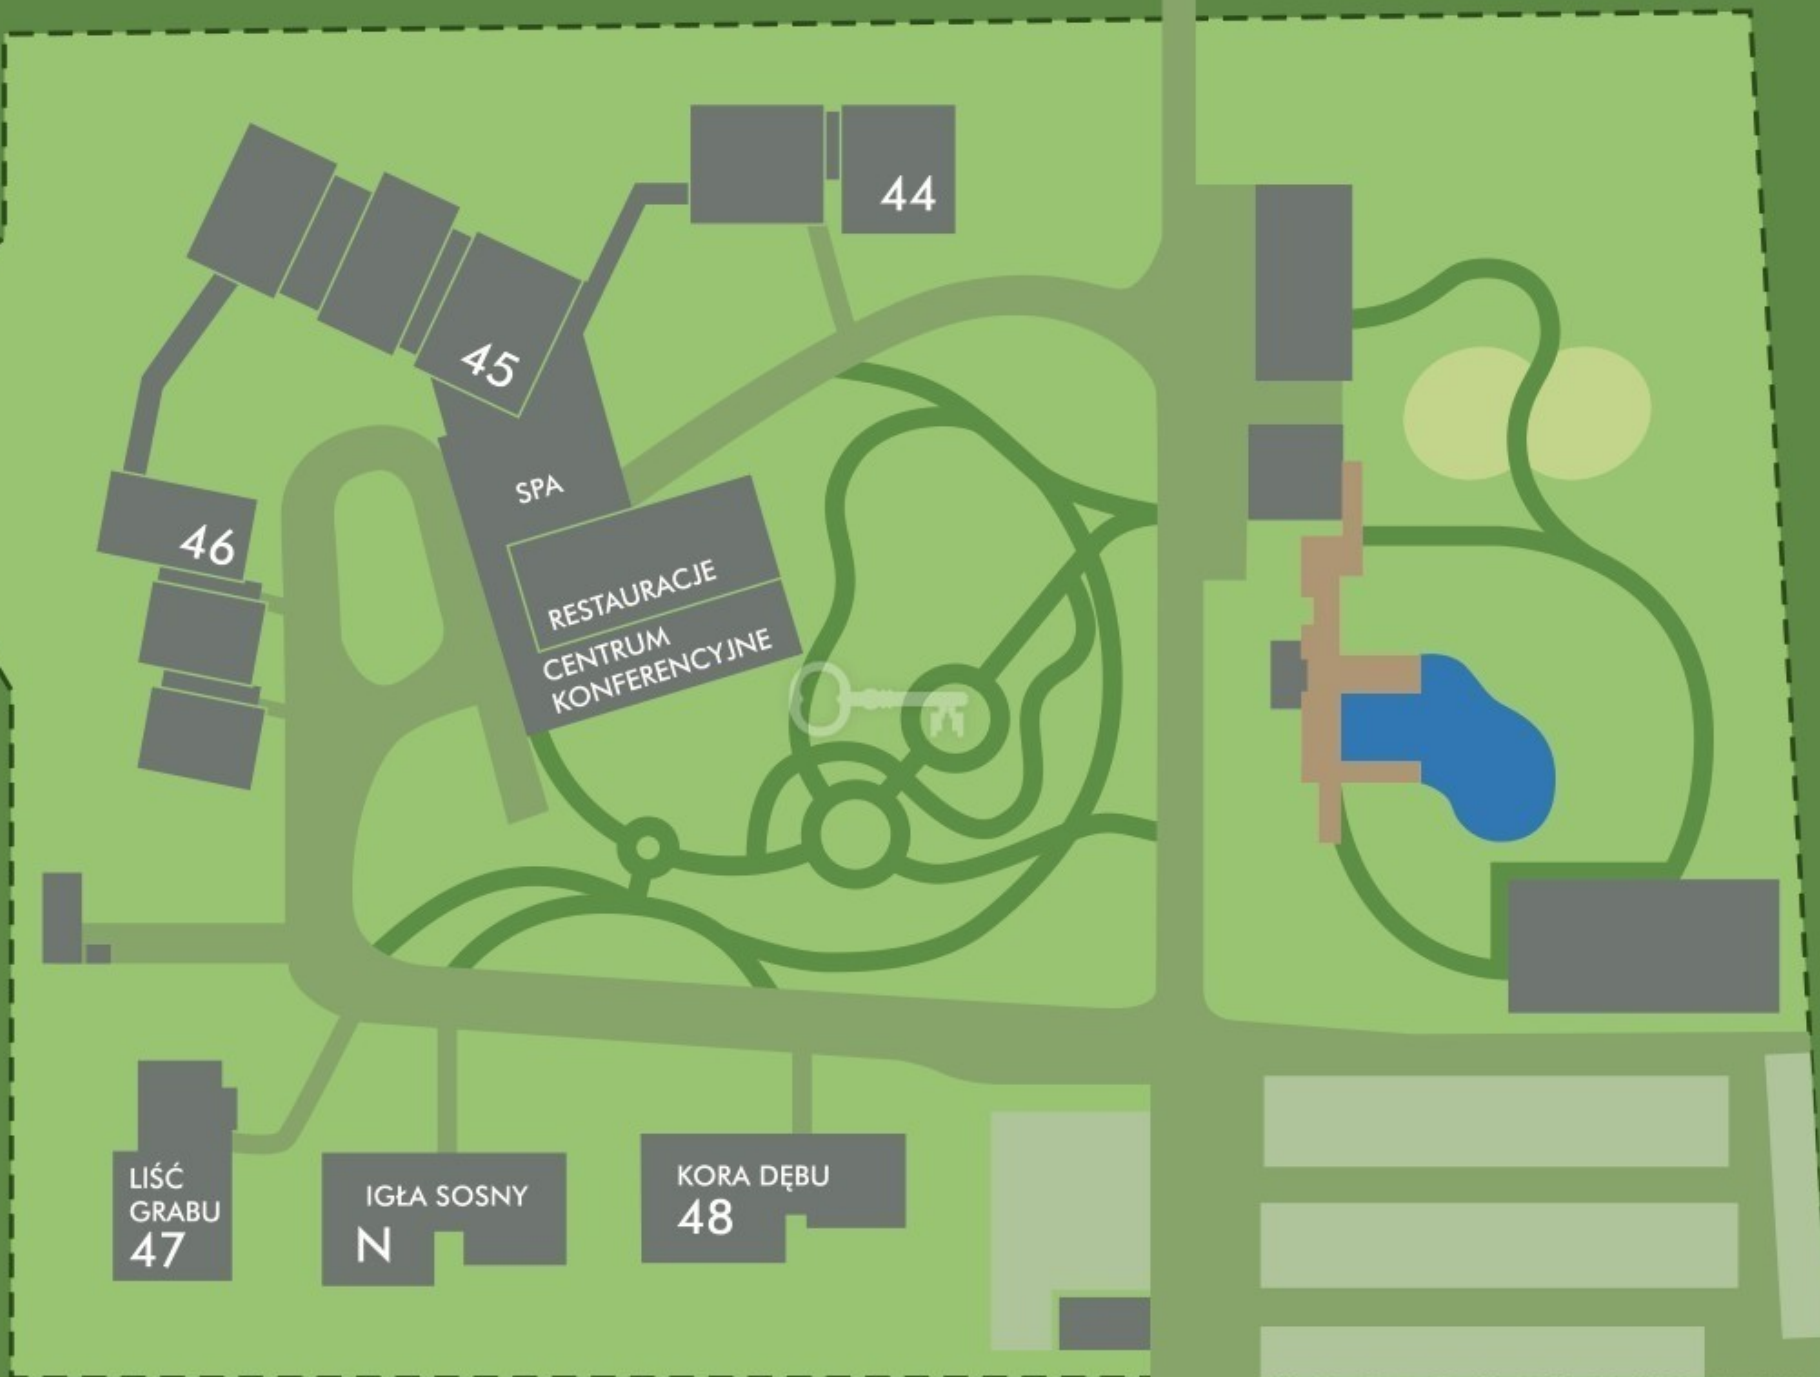 44
45
SPA
46
RESTAURACJE
CENTRUM
KONFERENCYJNE
LIŚĆ
GRABU
47
IGŁA SOSNY
N
KORA DĘBU
48